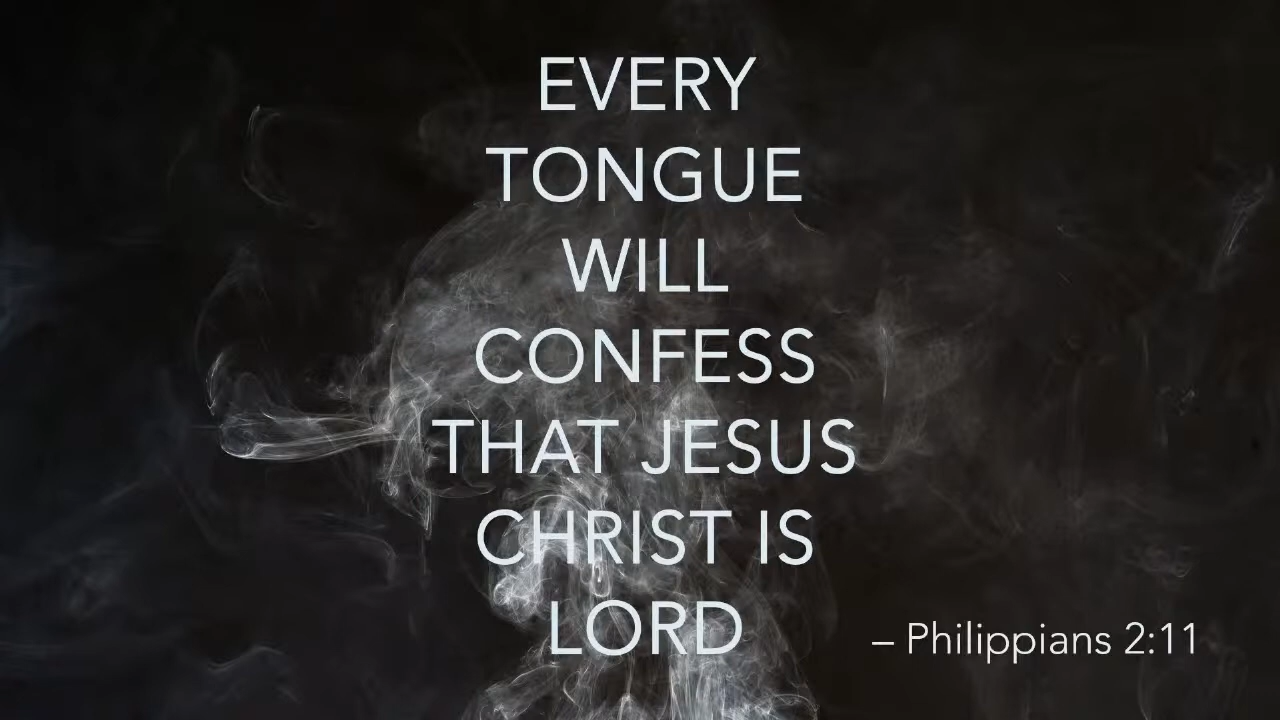 EVERY
TONGUE
WILL
CONFESS
THAT JESUS
CHRIST IS
LORD
– Philippians 2:11